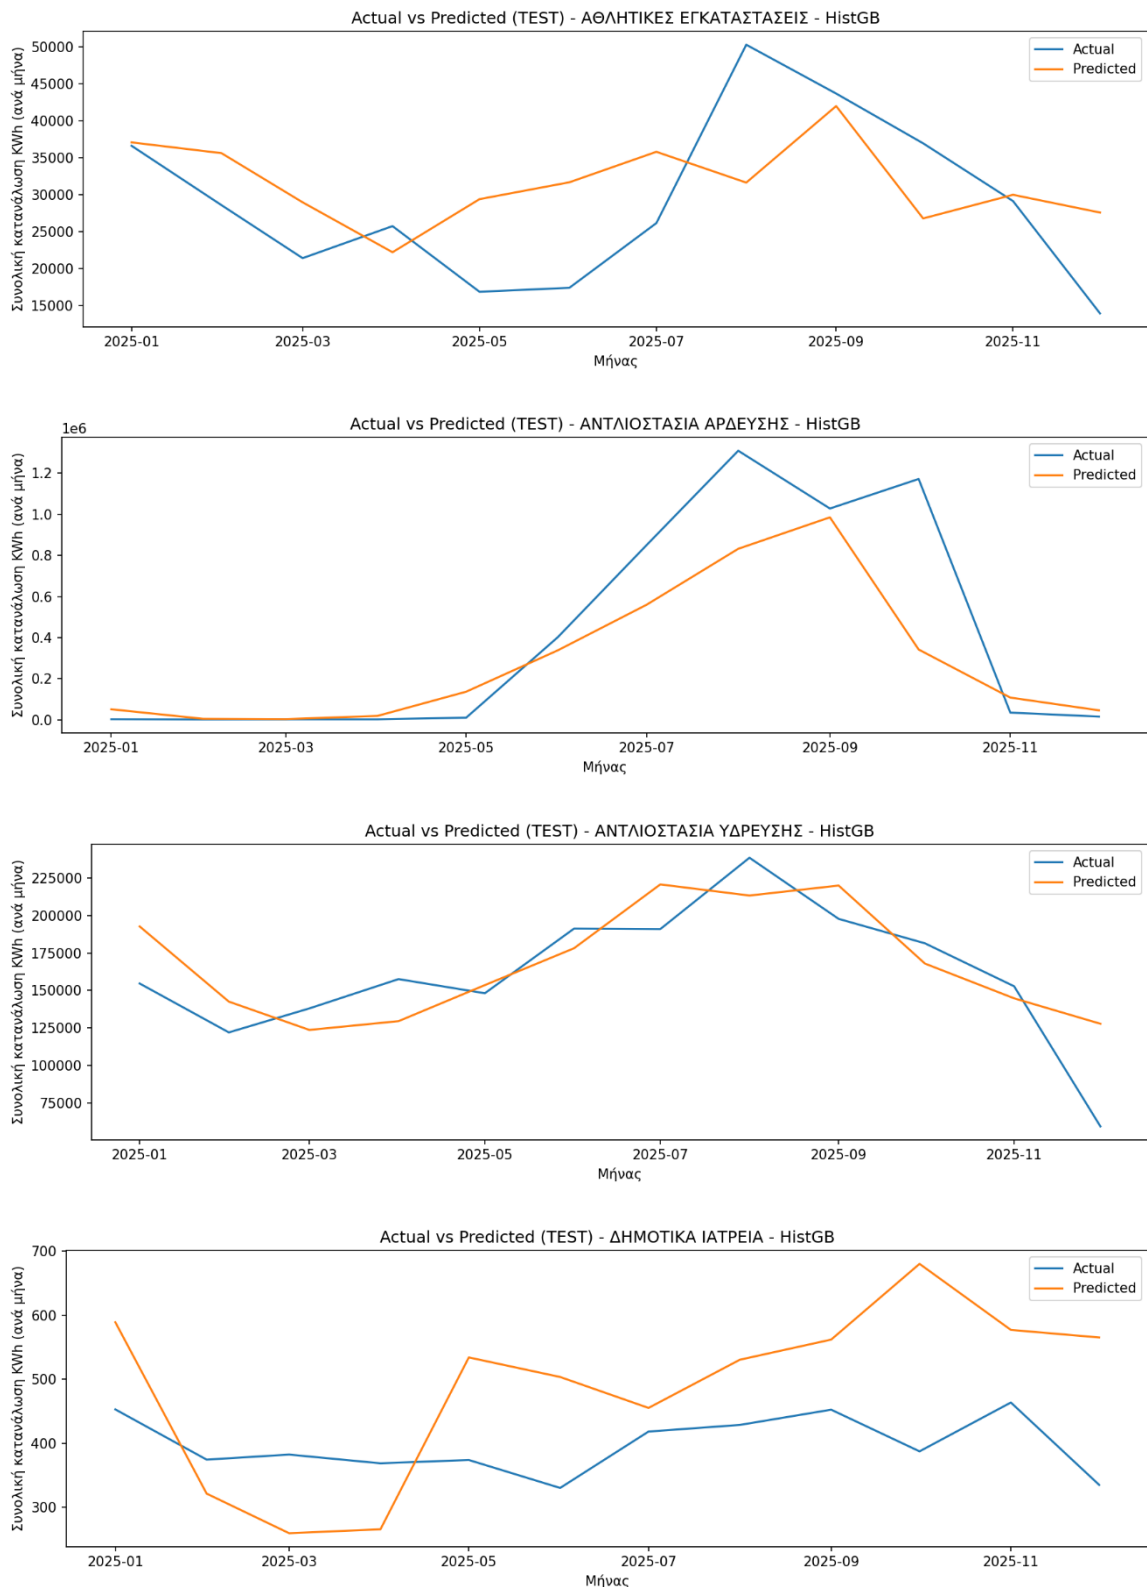 Actual vs Predicted (TEST) - ΑΘΛΗΤΙΚΕΣ ΕΓΚΑΤΑΣΤΑΣΕΙΣ - HistGB
Συνολική κατανάλωση KWh (ανά μήνα)
50000
45000
40000
35000
30000
25000
20000
15000
Actual
Predicted
2025-01 2025-03 2025-05 2025-07 2025-09 2025-11
Μήνας
Actual vs Predicted (TEST) - ΑΝΤΛΙΟΣΤΑΣΙΑ ΑΡΔΕΥΣΗΣ - HistGB
1e6
Συνολική κατανάλωση KWh (ανά μήνα)
1.2
1.0
0.8
0.6
0.4
0.2
0.0
Actual
Predicted
2025-01 2025-03 2025-05 2025-07 2025-09 2025-11
Μήνας
Actual vs Predicted (TEST) - ΑΝΤΛΙΟΣΤΑΣΙΑ ΥΔΡΕΥΣΗΣ - HistGB
Συνολική κατανάλωση KWh (ανά μήνα)
225000
200000
175000
150000
125000
100000
75000
Actual
Predicted
2025-01 2025-03 2025-05 2025-07 2025-09 2025-11
Μήνας
Actual vs Predicted (TEST) - ΔΗΜΟΤΙΚΑ ΙΑΤΡΕΙΑ - HistGB
Συνολική κατανάλωση KWh (ανά μήνα)
700
600
500
400
300
Actual
Predicted
2025-01 2025-03 2025-05 2025-07 2025-09 2025-11
Μήνας